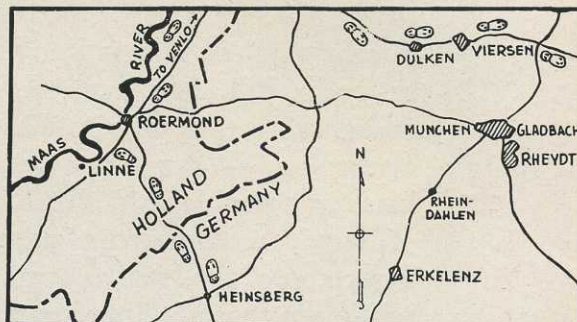 RIVER
TO VENLO →
MAAS
ROERMOND
LINNE
HOLLAND
GERMANY
HEINSBERG
N
DULKEN
VIERSEN
MUNCHEN GLADBACH
RHEYDT
RHEIN-
DAHLEN
ERKELENZ